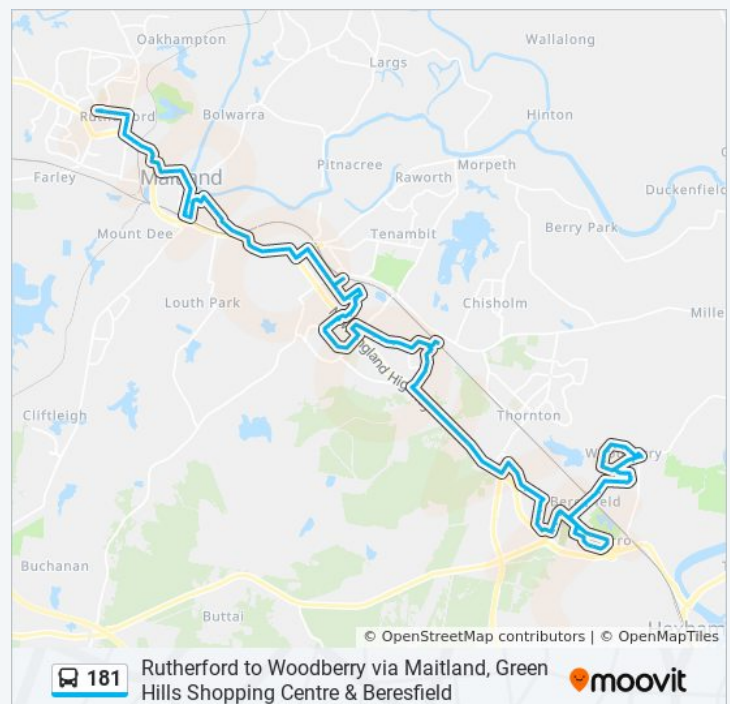 Oakhampton
Wallalong
Largs
Rutherford
Bolwarra
Hinton
Pitnacree
Morpeth
Farley
Maitland
Raworth
Duckenfield
Mount Dee
Tenambit
Berry Park
Louth Park
Chisholm
Mille
Cliftleigh
Thornton
Woodberry
Beresfield
Buchanan
Buttai
© OpenStreetMap contributors | © OpenMapTiles
181
Rutherford to Woodberry via Maitland, Green
Hills Shopping Centre & Beresfield
moovit